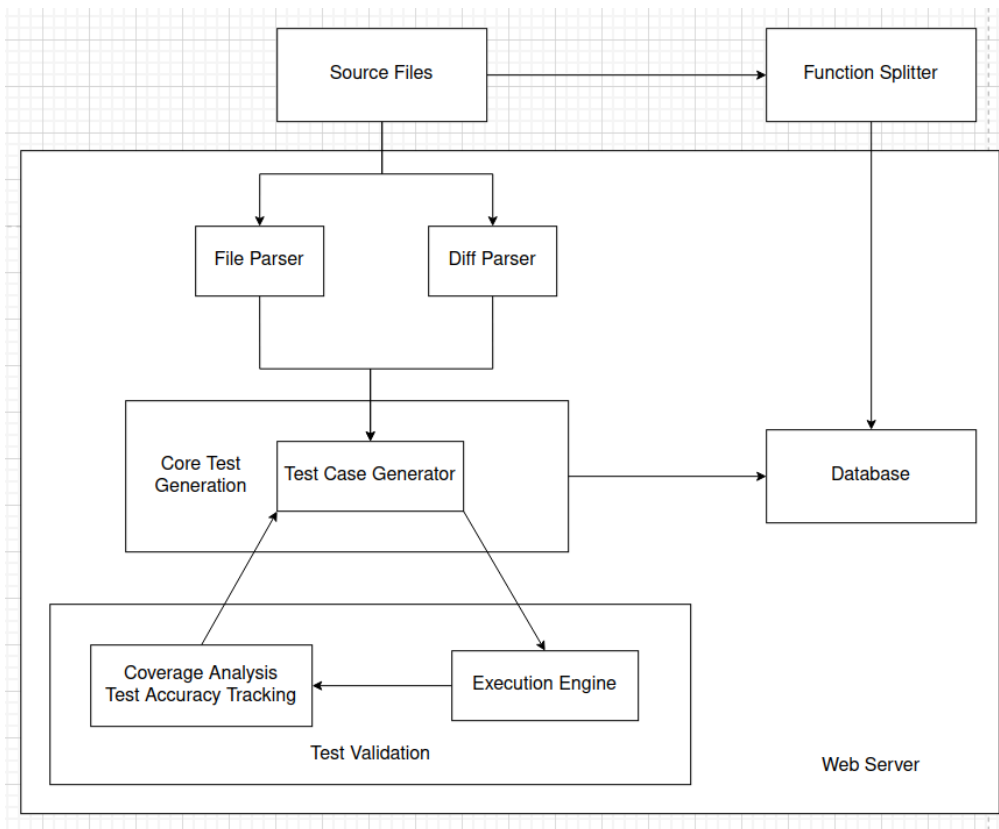 Source Files
Function Splitter
File Parser
Diff Parser
Core Test
Generation
Test Case Generator
Database
Coverage Analysis
Test Accuracy Tracking
Execution Engine
Test Validation
Web Server